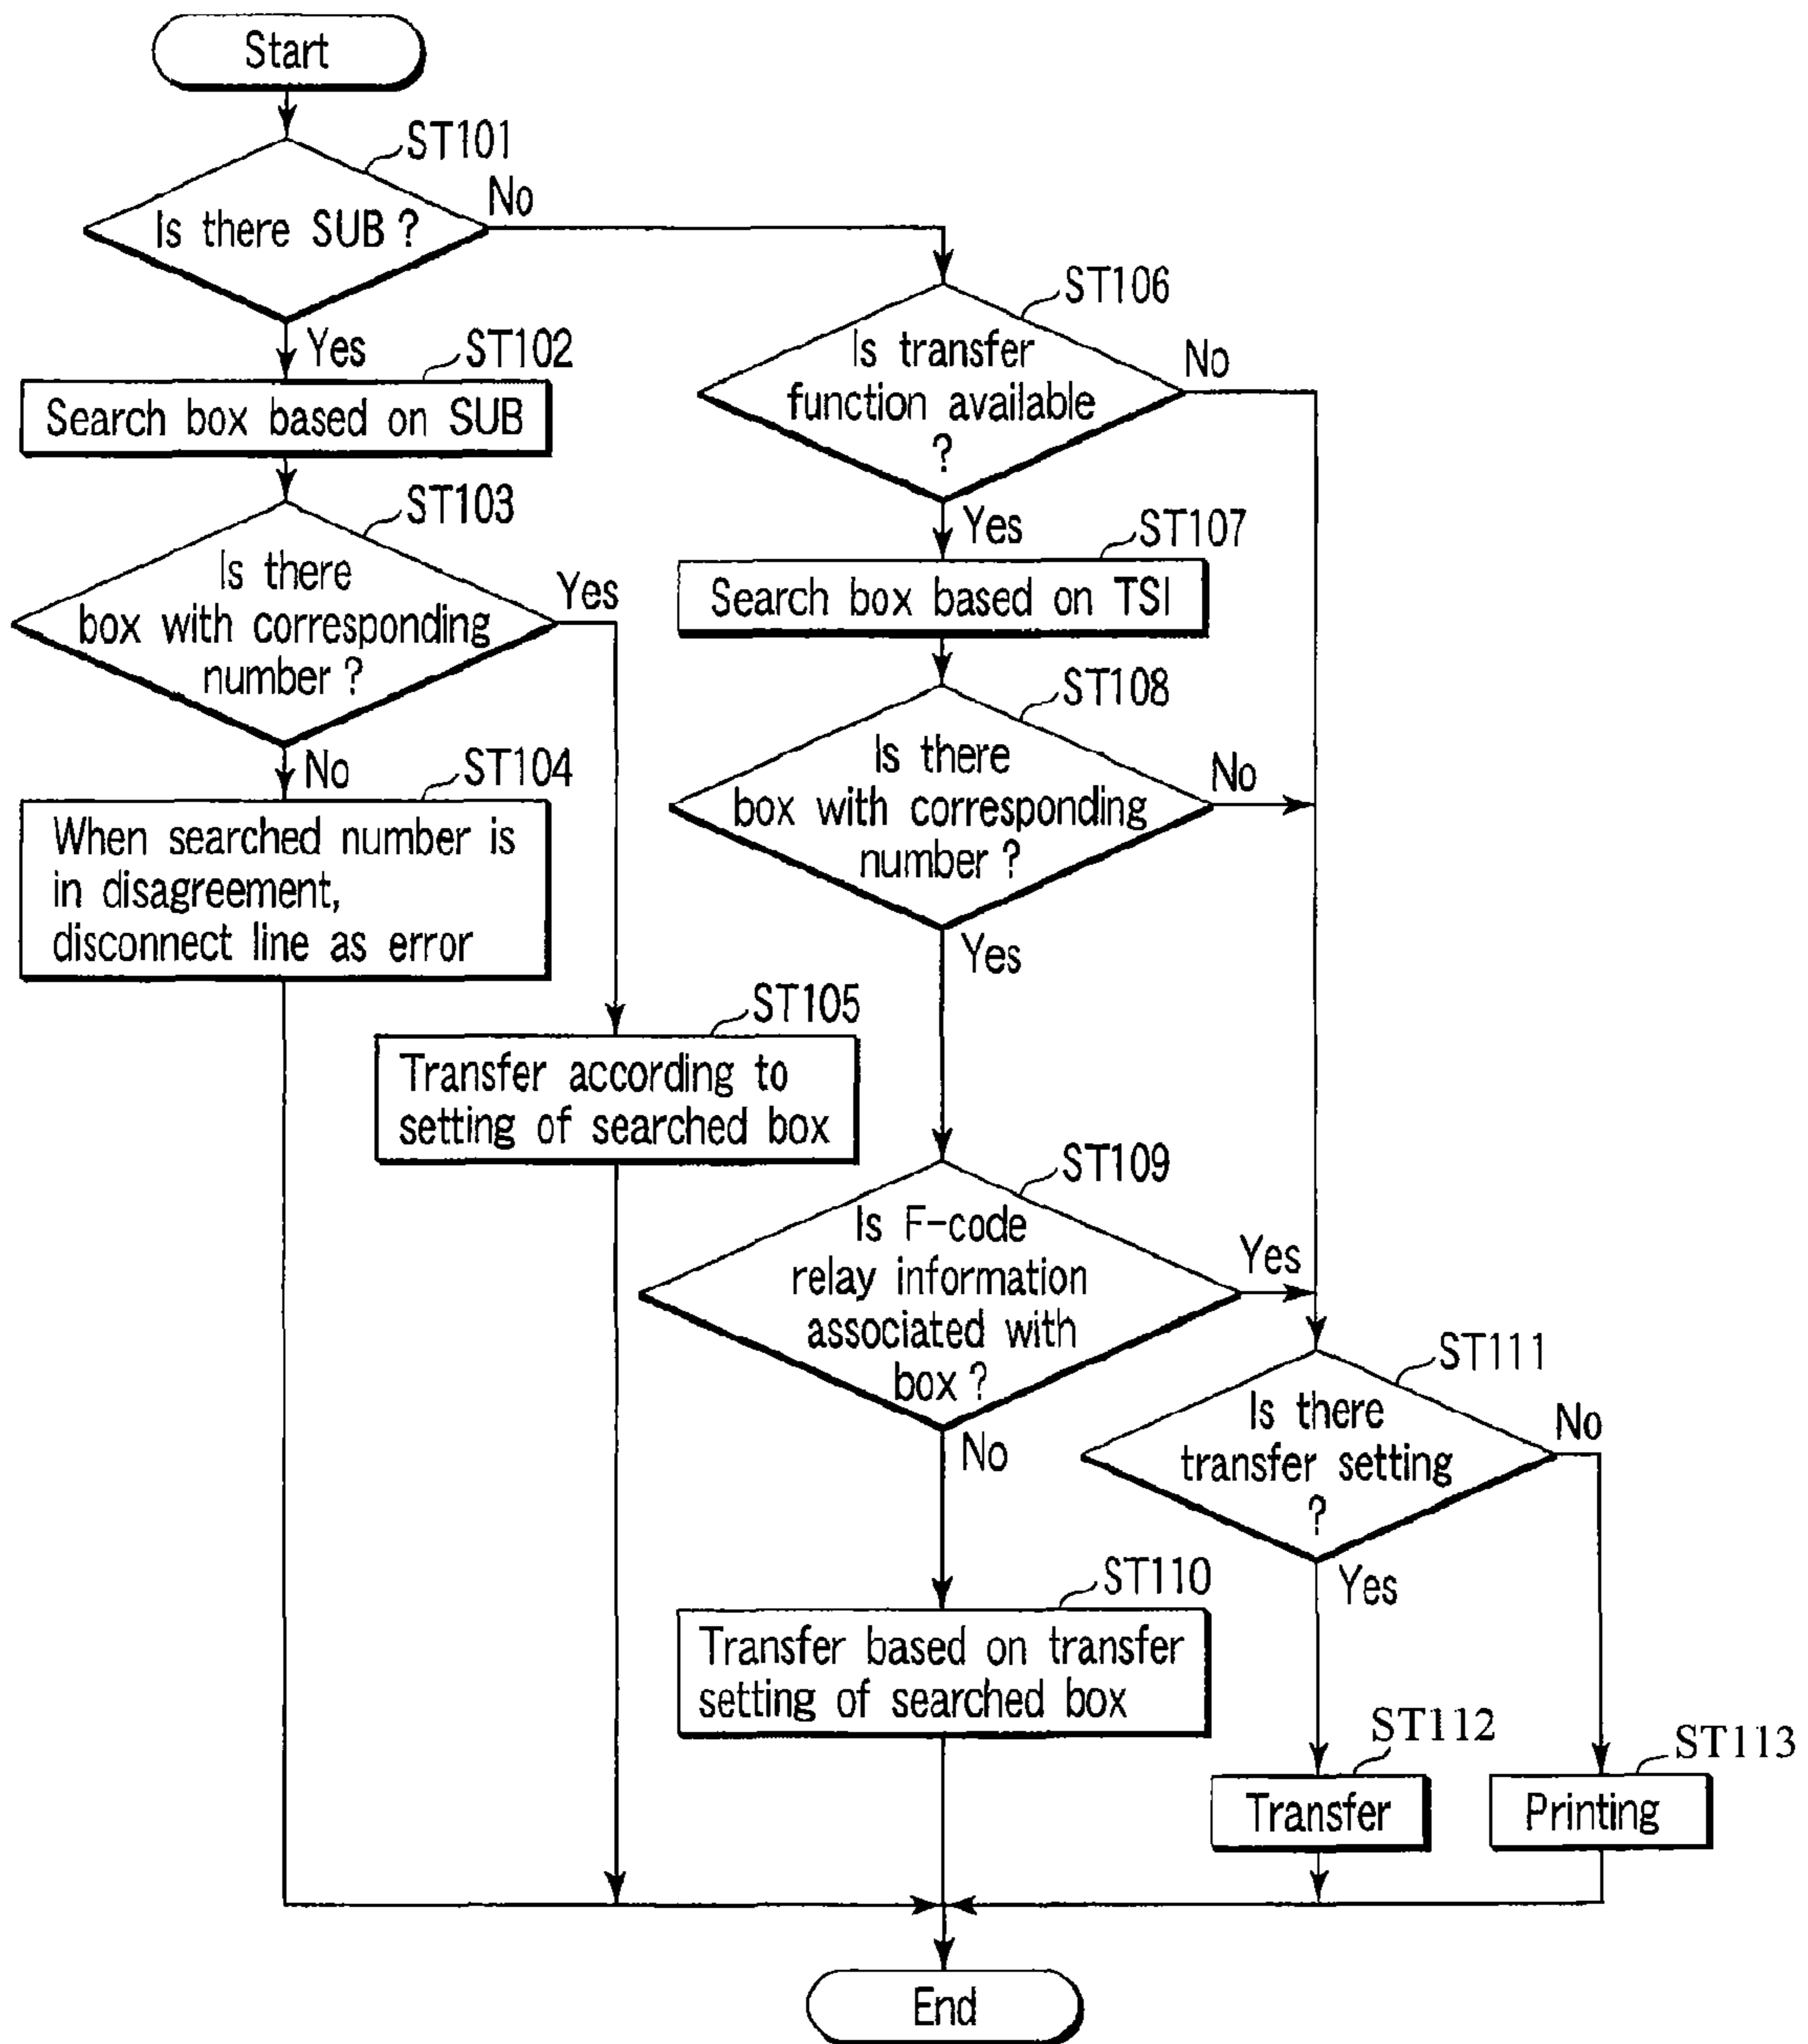 Start
ST101
Is there SUB ?
No
Yes
ST102
Search box based on SUB
ST103
Is there
box with corresponding
number ?
Yes
No
ST104
When searched number is
in disagreement,
disconnect line as error
ST105
Transfer according to
setting of searched box
ST106
Is transfer
function available
?
No
Yes
ST107
Search box based on TSI
ST108
Is there
box with corresponding
number ?
No
Yes
ST109
Is F-code
relay information
associated with
box ?
Yes
No
ST110
Transfer based on transfer
setting of searched box
ST111
Is there
transfer setting
?
No
Yes
ST112
Transfer
ST113
Printing
End